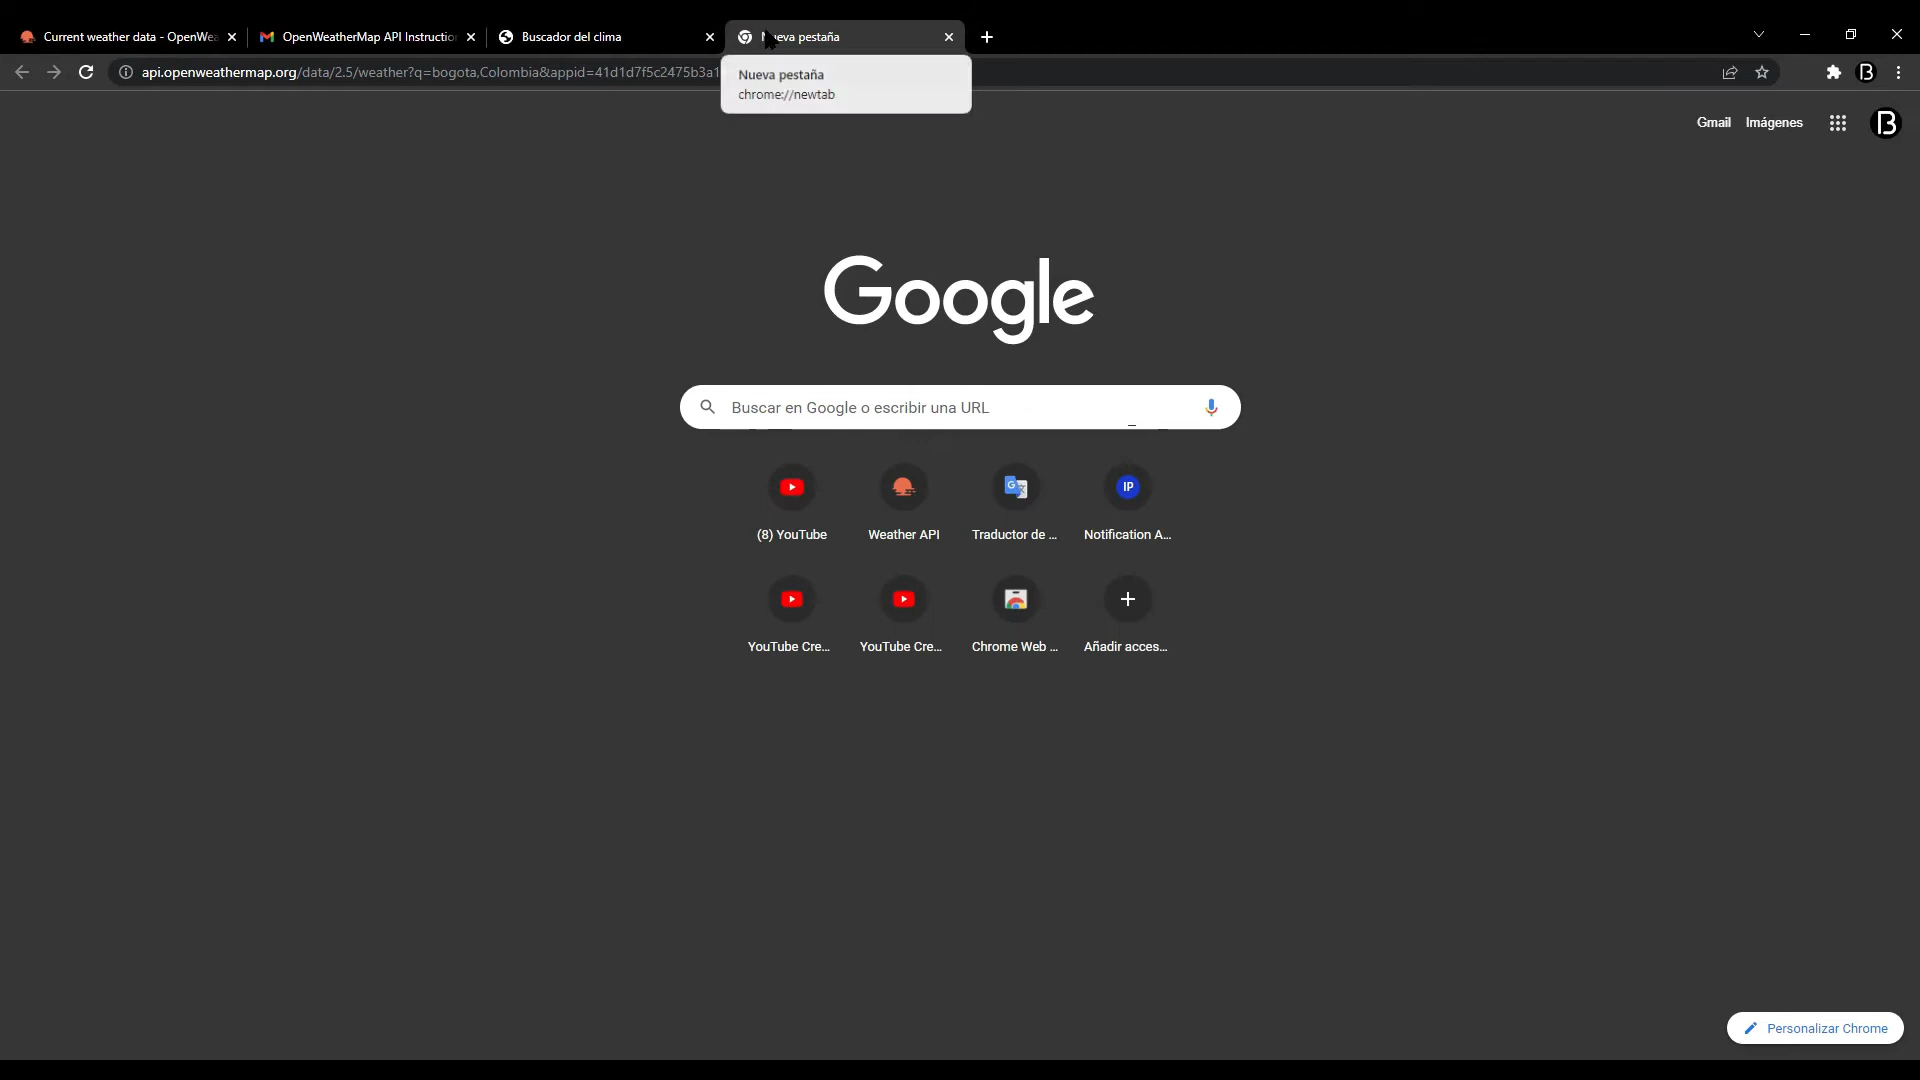 Current weather data - OpenWea
OpenWeatherMap API Instruction
Buscador del clima
Nueva pestaña
api.openweathermap.org/data/2.5/weather?q=bogota,Colombia&appid=41d1d7f5c2475b3a1
Nueva pestaña
chrome://newtab
Gmail
Imágenes
Google
Buscar en Google o escribir una URL
IP
(8) YouTube
Weather API
Traductor de ...
Notification A...
YouTube Cre...
YouTube Cre...
Chrome Web ...
Añadir acces...
Personalizar Chrome